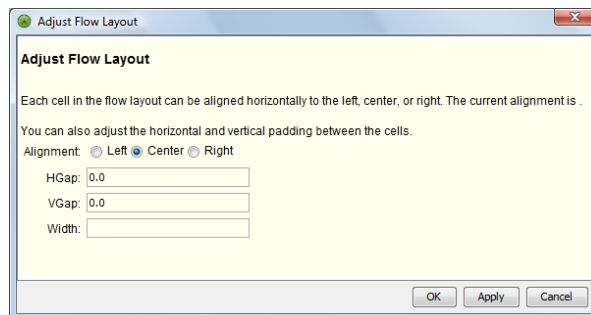 Adjust Flow Layout
Adjust Flow Layout
Each cell in the flow layout can be aligned horizontally to the left, center, or right. The current alignment is .
You can also adjust the horizontal and vertical padding between the cells.
Alignment: Left Center Right
HGap: 0.0
VGap: 0.0
Width:
OK Apply Cancel